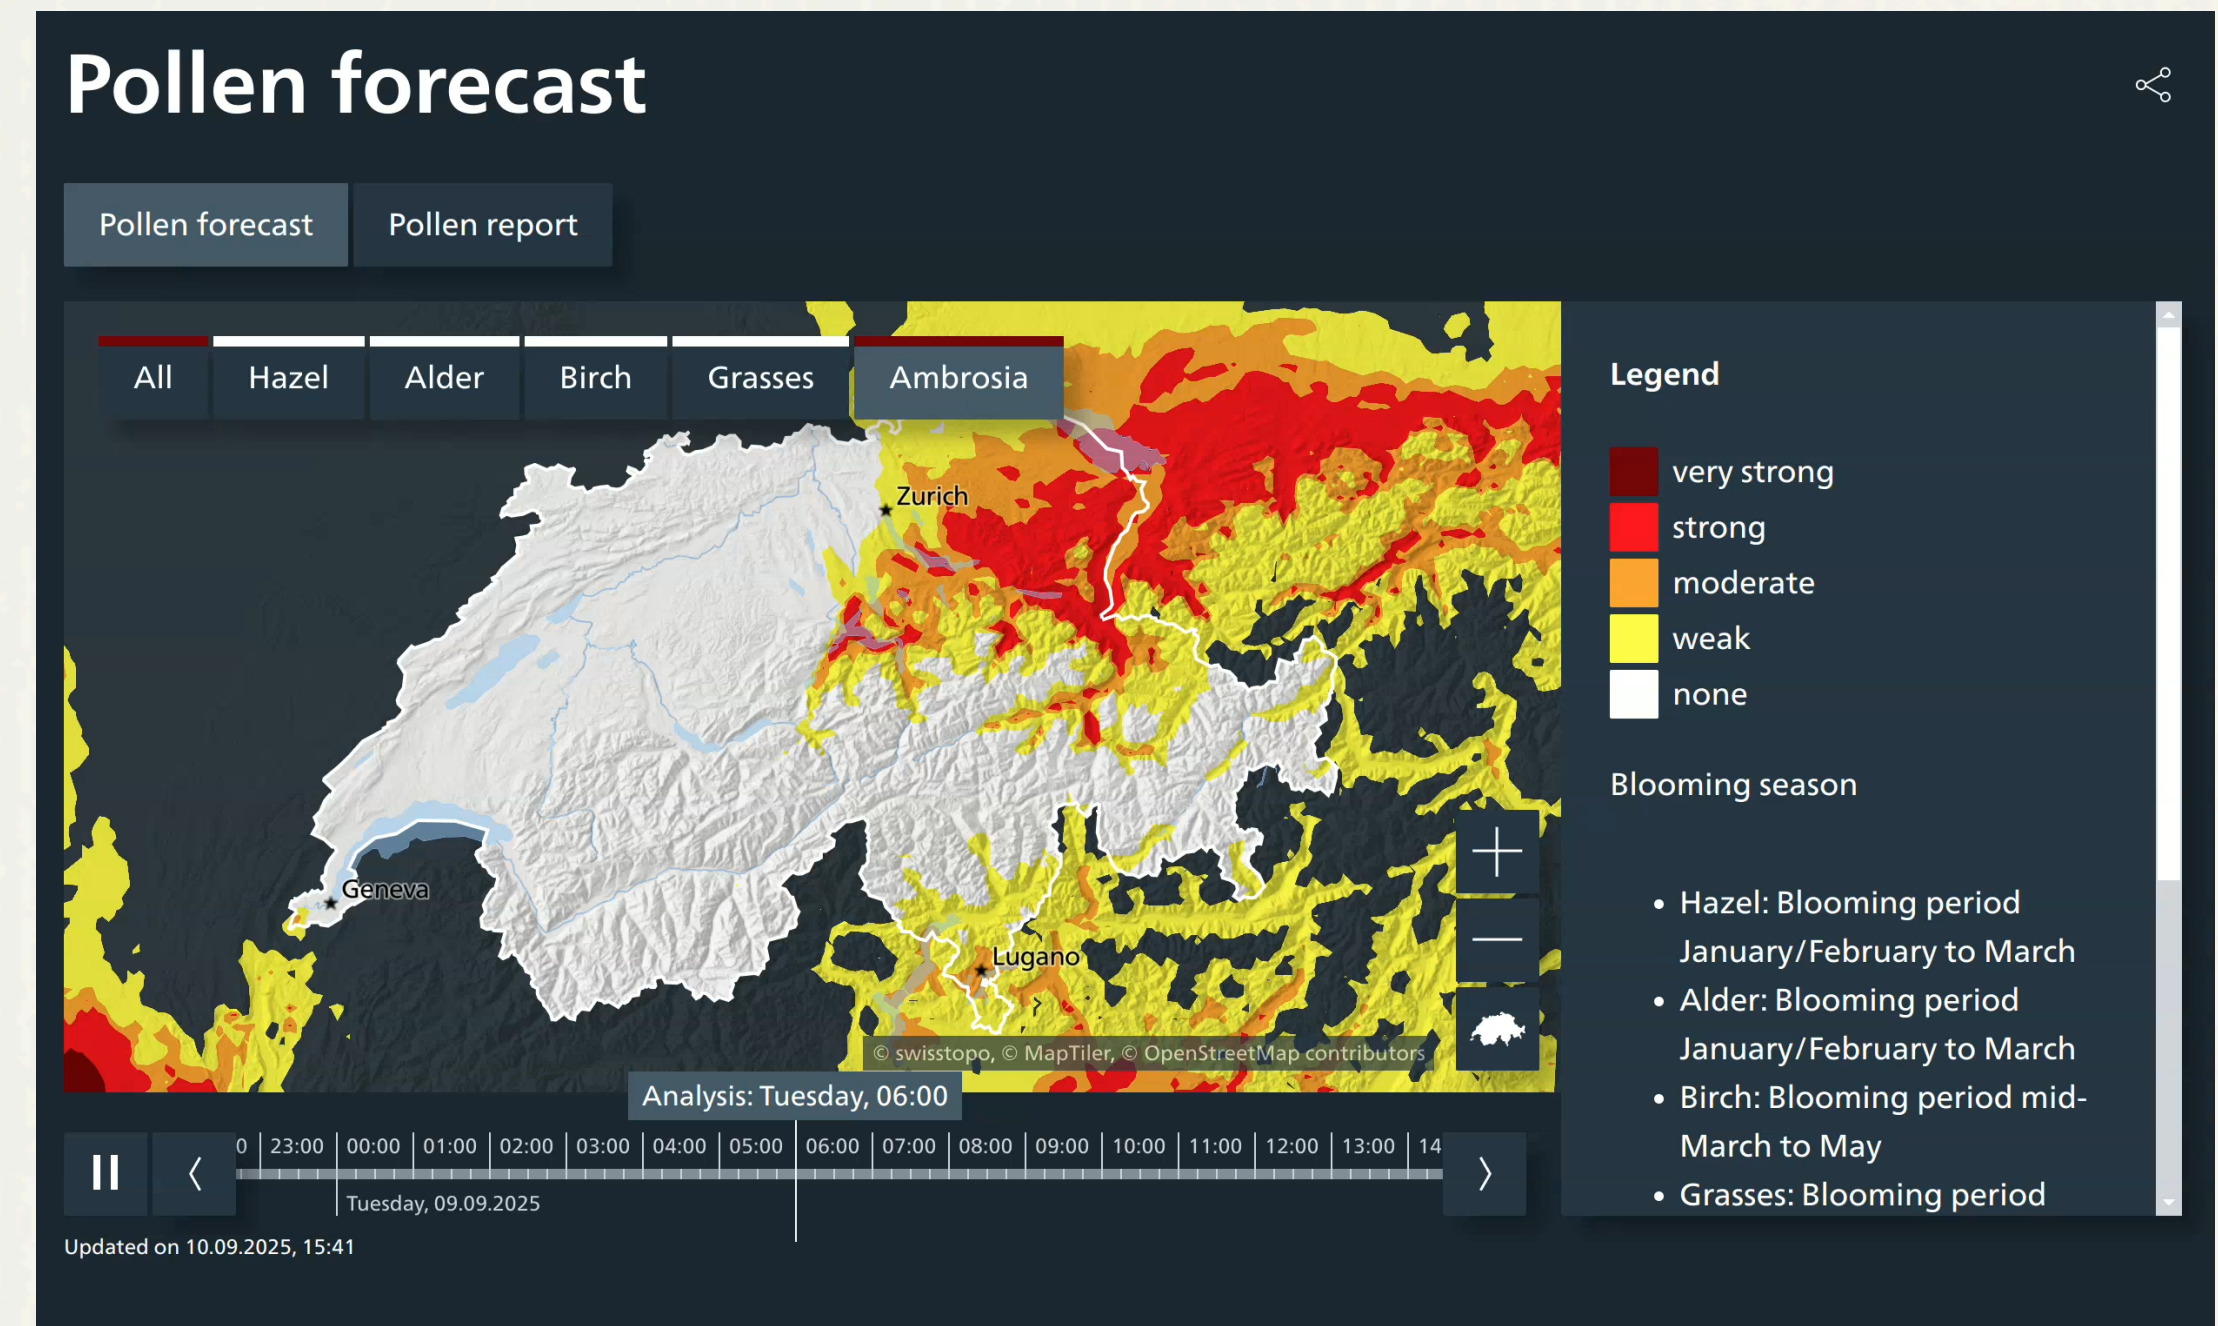 Pollen forecast
Pollen forecast
Pollen report
All
Hazel
Alder
Birch
Grasses
Ambrosia
Zurich
Geneva
Lugano
© swisstopo, © MapTiler, © OpenStreetMap contributors
Legend
very strong
strong
moderate
weak
none
Blooming season
• Hazel: Blooming period
January/February to March
• Alder: Blooming period
January/February to March
• Birch: Blooming period mid-
March to May
• Grasses: Blooming period
Analysis: Tuesday, 06:00
0 23:00 00:00 01:00 02:00 03:00 04:00 05:00 06:00 07:00 08:00 09:00 10:00 11:00 12:00 13:00 14
Tuesday, 09.09.2025
Updated on 10.09.2025, 15:41